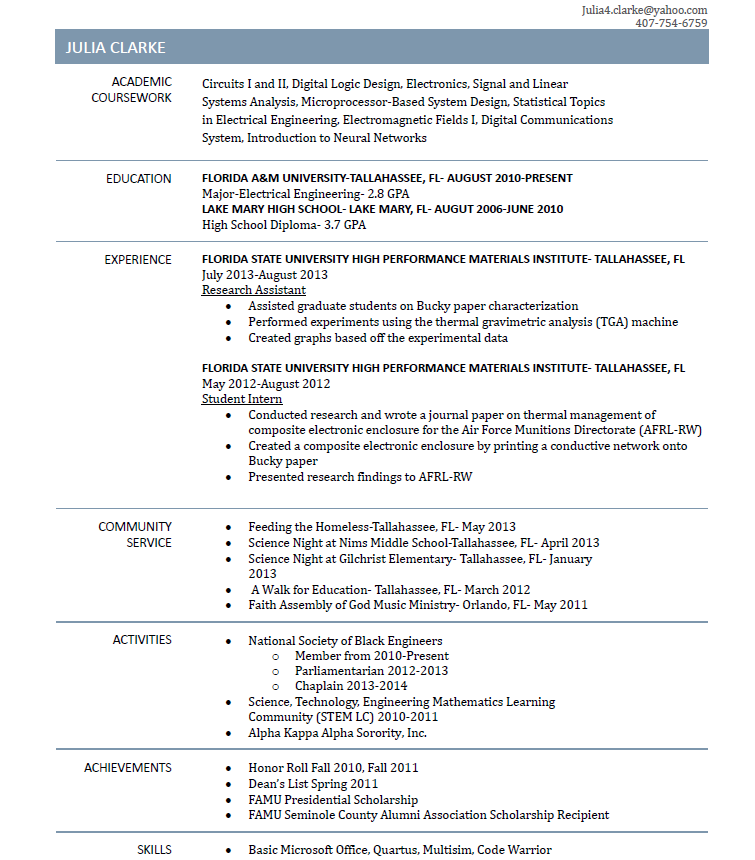 Julia4.clarke@yahoo.com
407-754-6759
JULIA CLARKE
ACADEMIC
COURSEWORK
Circuits I and II, Digital Logic Design, Electronics, Signal and Linear
Systems Analysis, Microprocessor-Based System Design, Statistical Topics
in Electrical Engineering, Electromagnetic Fields I, Digital Communications
System, Introduction to Neural Networks
EDUCATION
FLORIDA A&M UNIVERSITY-TALLAHASSEE, FL- AUGUST 2010-PRESENT
Major-Electrical Engineering- 2.8 GPA
LAKE MARY HIGH SCHOOL- LAKE MARY, FL- AUGUT 2006-JUNE 2010
High School Diploma- 3.7 GPA
EXPERIENCE
FLORIDA STATE UNIVERSITY HIGH PERFORMANCE MATERIALS INSTITUTE- TALLAHASSEE, FL
July 2013-August 2013
Research Assistant
• Assisted graduate students on Bucky paper characterization
• Performed experiments using the thermal gravimetric analysis (TGA) machine
• Created graphs based off the experimental data
FLORIDA STATE UNIVERSITY HIGH PERFORMANCE MATERIALS INSTITUTE- TALLAHASSEE, FL
May 2012-August 2012
Student Intern
• Conducted research and wrote a journal paper on thermal management of
composite electronic enclosure for the Air Force Munitions Directorate (AFRL-RW)
• Created a composite electronic enclosure by printing a conductive network onto
Bucky paper
• Presented research findings to AFRL-RW
COMMUNITY
SERVICE
• Feeding the Homeless-Tallahassee, FL- May 2013
• Science Night at Nims Middle School-Tallahassee, FL- April 2013
• Science Night at Gilchrist Elementary- Tallahassee, FL- January
2013
• A Walk for Education- Tallahassee, FL- March 2012
• Faith Assembly of God Music Ministry- Orlando, FL- May 2011
ACTIVITIES
• National Society of Black Engineers
o Member from 2010-Present
o Parliamentarian 2012-2013
o Chaplain 2013-2014
• Science, Technology, Engineering Mathematics Learning
Community (STEM LC) 2010-2011
• Alpha Kappa Alpha Sorority, Inc.
ACHIEVEMENTS
• Honor Roll Fall 2010, Fall 2011
• Dean's List Spring 2011
• FAMU Presidential Scholarship
• FAMU Seminole County Alumni Association Scholarship Recipient
SKILLS
• Basic Microsoft Office, Quartus, Multisim, Code Warrior